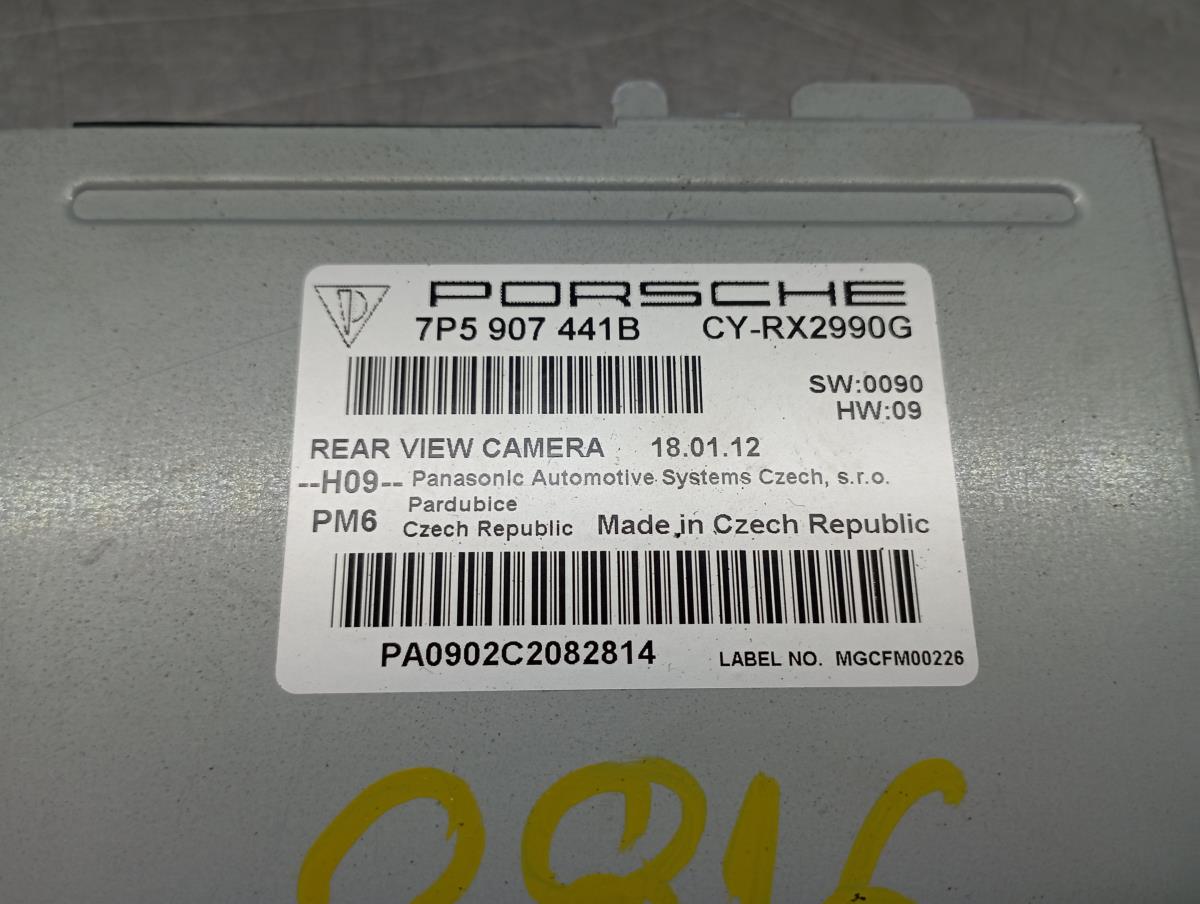 PORSCHE
7P5 907 441B CY-RX2990G
SW:0090
HW:09
REAR VIEW CAMERA 18.01.12
--H09-- Panasonic Automotive Systems Czech, s.r.o.
Pardubice
PM6 Czech Republic Made in Czech Republic
PA0902C2082814 LABEL NO. MGCFM00226